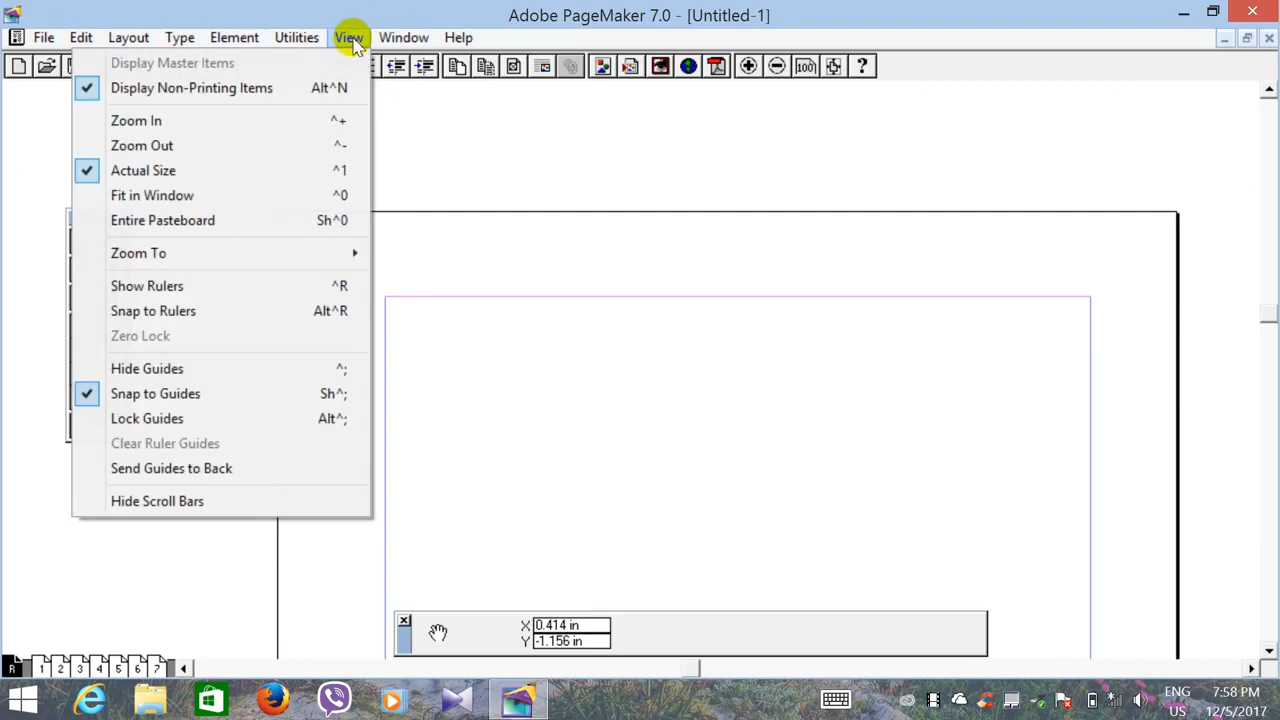 Adobe PageMaker 7.0 - [Untitled-1]
File Edit Layout Type Element Utilities View Window Help
Display Master Items
Display Non-Printing Items Alt^N
Zoom In ^+
Zoom Out ^-
Actual Size ^1
Fit in Window ^0
Entire Pasteboard Sh^0
Zoom To
Show Rulers ^R
Snap to Rulers Alt^R
Zero Lock
Hide Guides ^;
Snap to Guides Sh^;
Lock Guides Alt^;
Clear Ruler Guides
Send Guides to Back
Hide Scroll Bars
100
?
X 0.414 in
Y -1.156 in
R 1 2 3 4 5 6 7
ENG 7:58 PM
US 12/5/2017